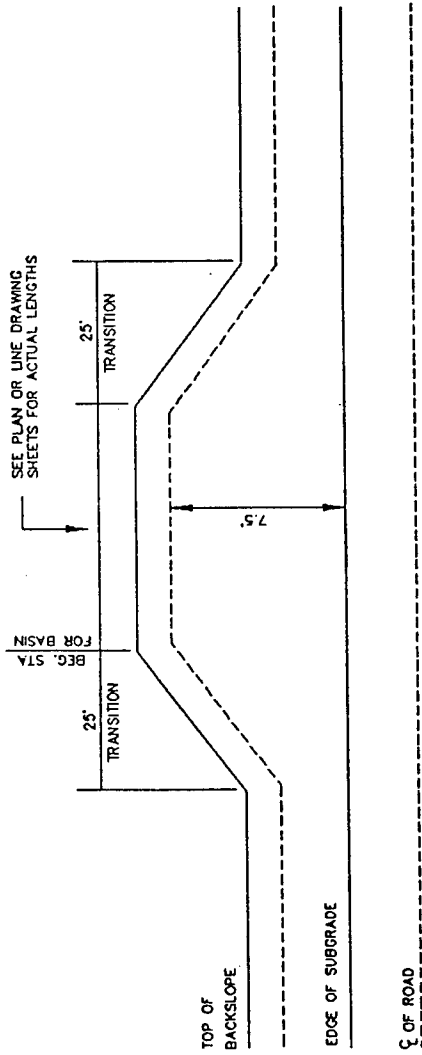 SEE PLAN OR LINE DRAWING
SHEETS FOR ACTUAL LENGTHS
25'
TRANSITION
BEG. STA
FOR BASIN
25'
TRANSITION
7.5'
TOP OF
BACKSLOPE
EDGE OF SUBGRADE
℄ OF ROAD